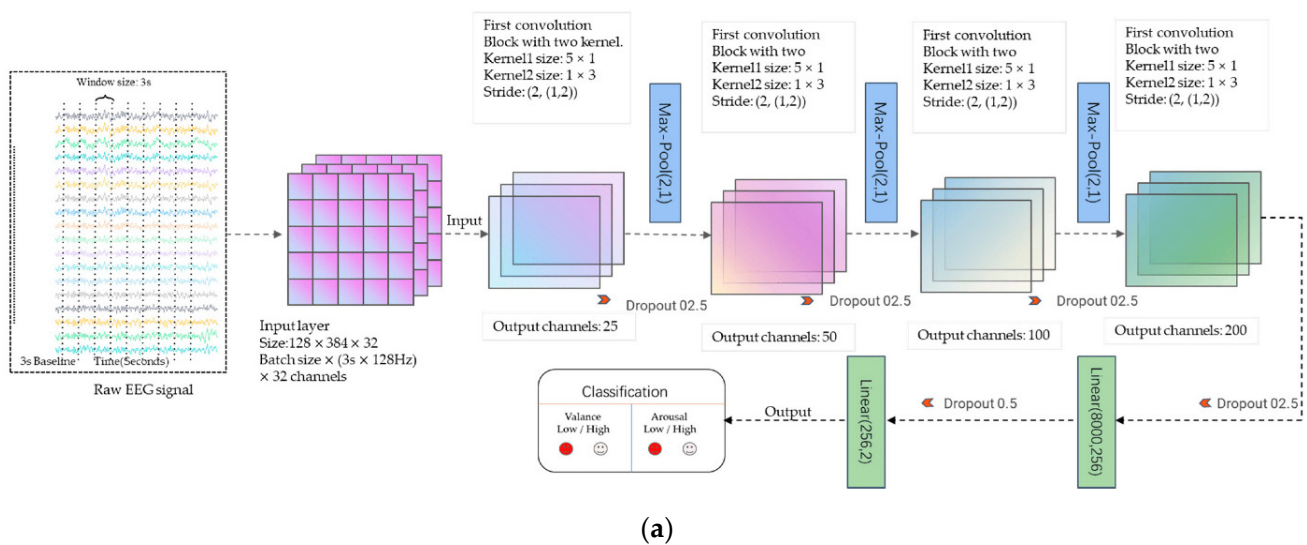 Window size: 3s
3s Baseline
Time(Seconds)
Raw EEG signal
Input layer
Size:128 × 384 × 32
Batch size × (3s × 128Hz)
× 32 channels
Input
First convolution
Block with two kernel.
Kernel1 size: 5 × 1
Kernel2 size: 1 × 3
Stride: (2, (1,2))
Dropout 02.5
Output channels: 25
Max-Pool(2,1)
First convolution
Block with two
Kernel1 size: 5 × 1
Kernel2 size: 1 × 3
Stride: (2, (1,2))
Dropout 02.5
Output channels: 50
Max-Pool(2,1)
First convolution
Block with two
Kernel1 size: 5 × 1
Kernel2 size: 1 × 3
Stride: (2, (1,2))
Dropout 02.5
Output channels: 100
Max-Pool(2,1)
First convolution
Block with two
Kernel1 size: 5 × 1
Kernel2 size: 1 × 3
Stride: (2, (1,2))
Output channels: 200
Dropout 02.5
Linear(8000,256)
Dropout 0.5
Linear(256,2)
Output
Classification
Valance
Low / High
Arousal
Low / High
(a)